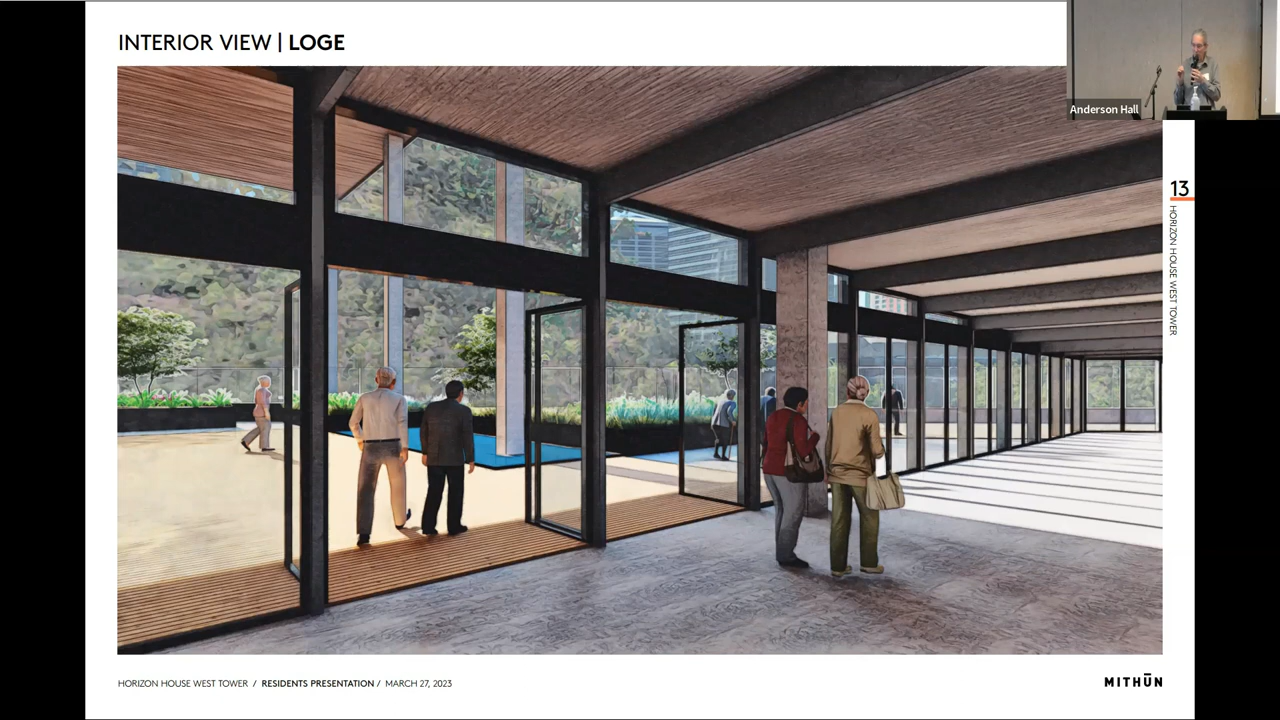 INTERIOR VIEW | LOGE
Anderson Hall
13
HORIZON HOUSE WEST TOWER
HORIZON HOUSE WEST TOWER / RESIDENTS PRESENTATION / MARCH 27, 2023
MITHŪN